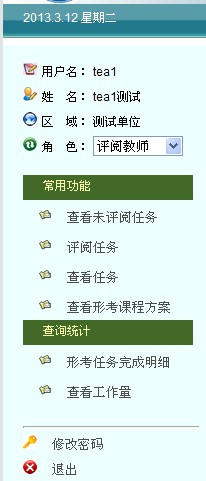 2013.3.12 星期二
用户名：tea1
姓　名：tea1测试
区　域：测试单位
角　色：评阅教师
常用功能
查看未评阅任务
评阅任务
查看任务
查看形考课程方案
查询统计
形考任务完成明细
查看工作量
修改密码
退出